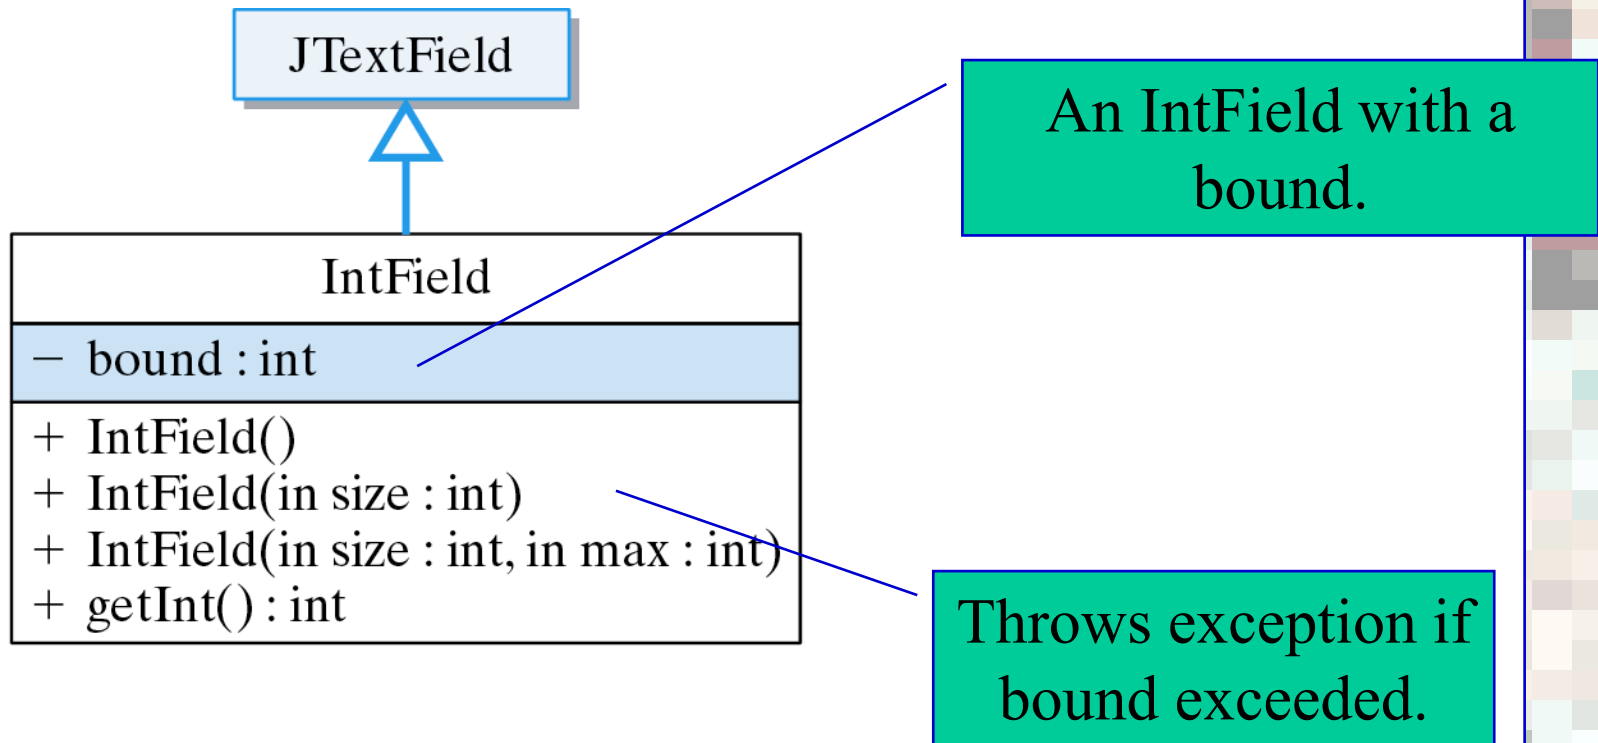 JTextField
An IntField with a
bound.
IntField
− bound : int
+ IntField()
+ IntField(in size : int)
+ IntField(in size : int, in max : int)
+ getInt() : int
Throws exception if
bound exceeded.